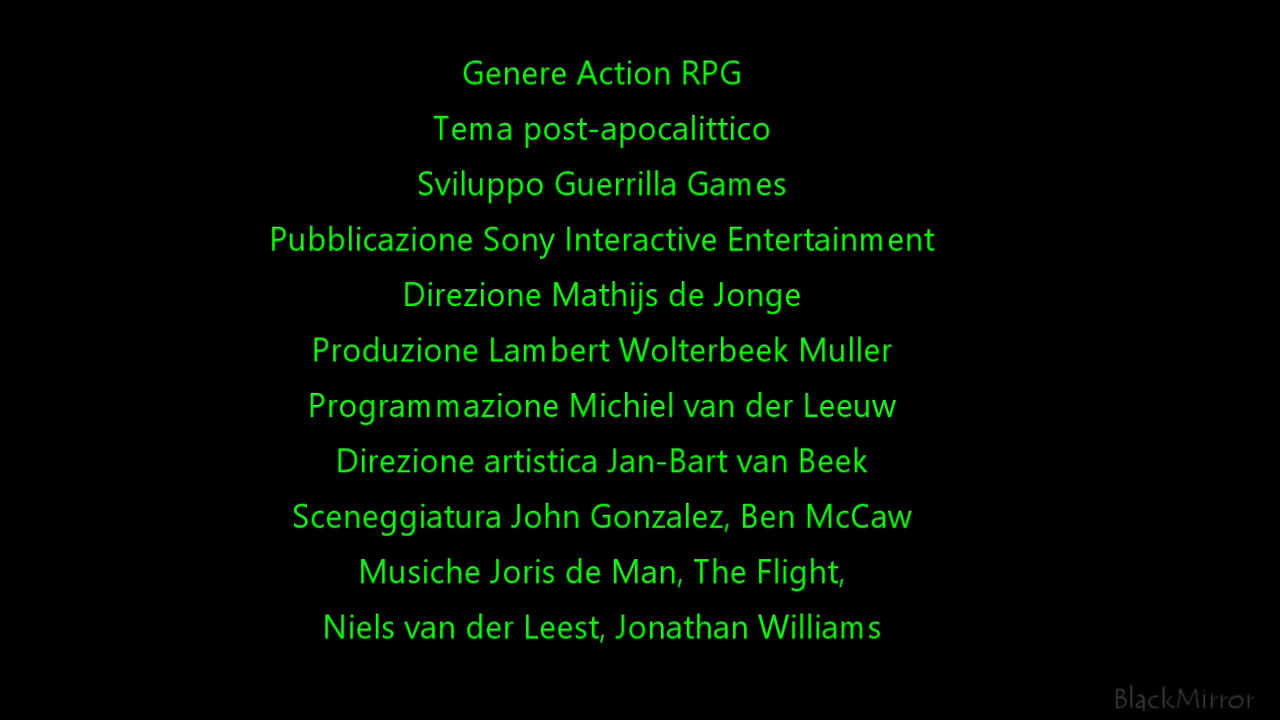 Genere Action RPG
Tema post-apocalittico
Sviluppo Guerrilla Games
Pubblicazione Sony Interactive Entertainment
Direzione Mathijs de Jonge
Produzione Lambert Wolterbeek Muller
Programmazione Michiel van der Leeuw
Direzione artistica Jan-Bart van Beek
Sceneggiatura John Gonzalez, Ben McCaw
Musiche Joris de Man, The Flight,
Niels van der Leest, Jonathan Williams
BlackMirror